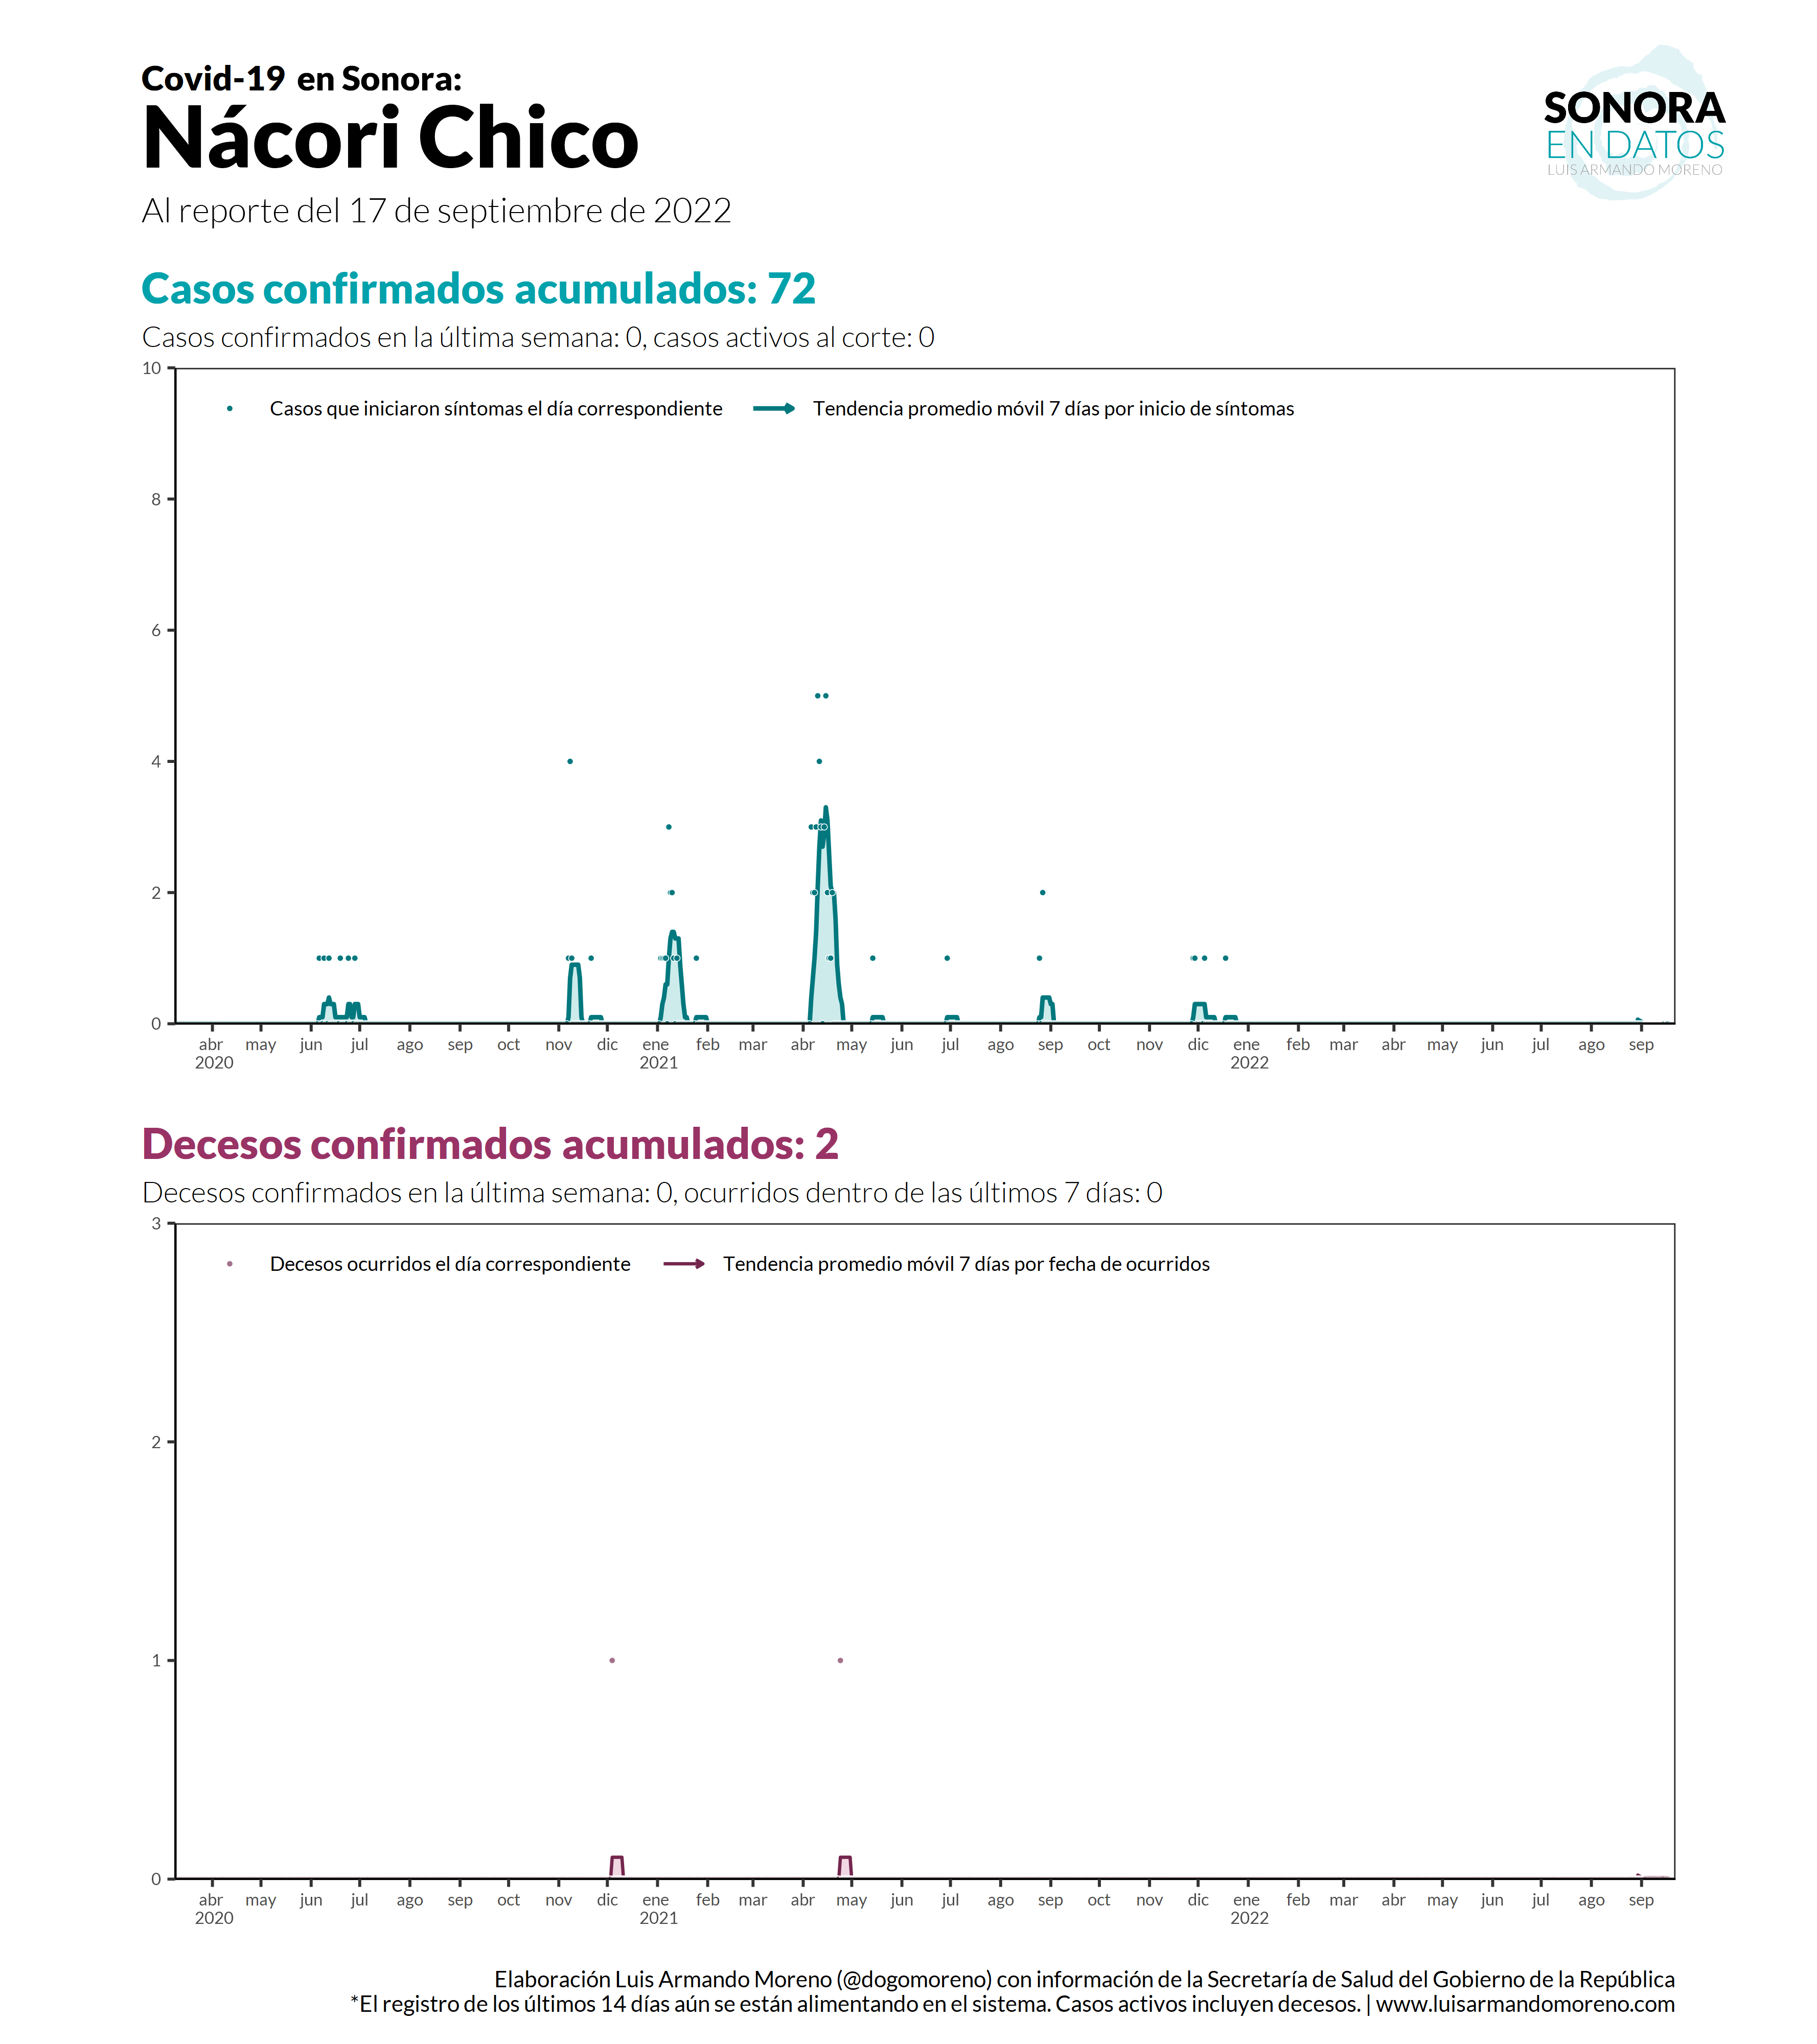 Covid-19 en Sonora:
Nácori Chico
Al reporte del 17 de septiembre de 2022
SONORA
EN DATOS
LUIS ARMANDO MORENO
Casos confirmados acumulados: 72
Casos confirmados en la última semana: 0, casos activos al corte: 0
10
Casos que iniciaron síntomas el día correspondiente
Tendencia promedio móvil 7 días por inicio de síntomas
8
6
4
2
0
abr may jun jul ago sep oct nov dic ene feb mar abr may jun jul ago sep oct nov dic ene feb mar abr may jun jul ago sep
2020 2021 2022
Decesos confirmados acumulados: 2
Decesos confirmados en la última semana: 0, ocurridos dentro de las últimos 7 días: 0
3
Decesos ocurridos el día correspondiente
Tendencia promedio móvil 7 días por fecha de ocurridos
2
1
0
abr may jun jul ago sep oct nov dic ene feb mar abr may jun jul ago sep oct nov dic ene feb mar abr may jun jul ago sep
2020 2021 2022
Elaboración Luis Armando Moreno (@dogomoreno) con información de la Secretaría de Salud del Gobierno de la República
*El registro de los últimos 14 días aún se están alimentando en el sistema. Casos activos incluyen decesos. | www.luisarmandomoreno.com